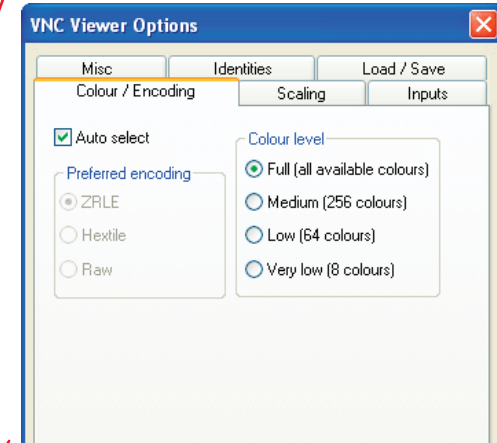 VNC Viewer Options
Misc Identities Load / Save
Colour / Encoding Scaling Inputs
Auto select
Preferred encoding
ZRLE
Hextile
Raw
Colour level
Full (all available colours)
Medium (256 colours)
Low (64 colours)
Very low (8 colours)